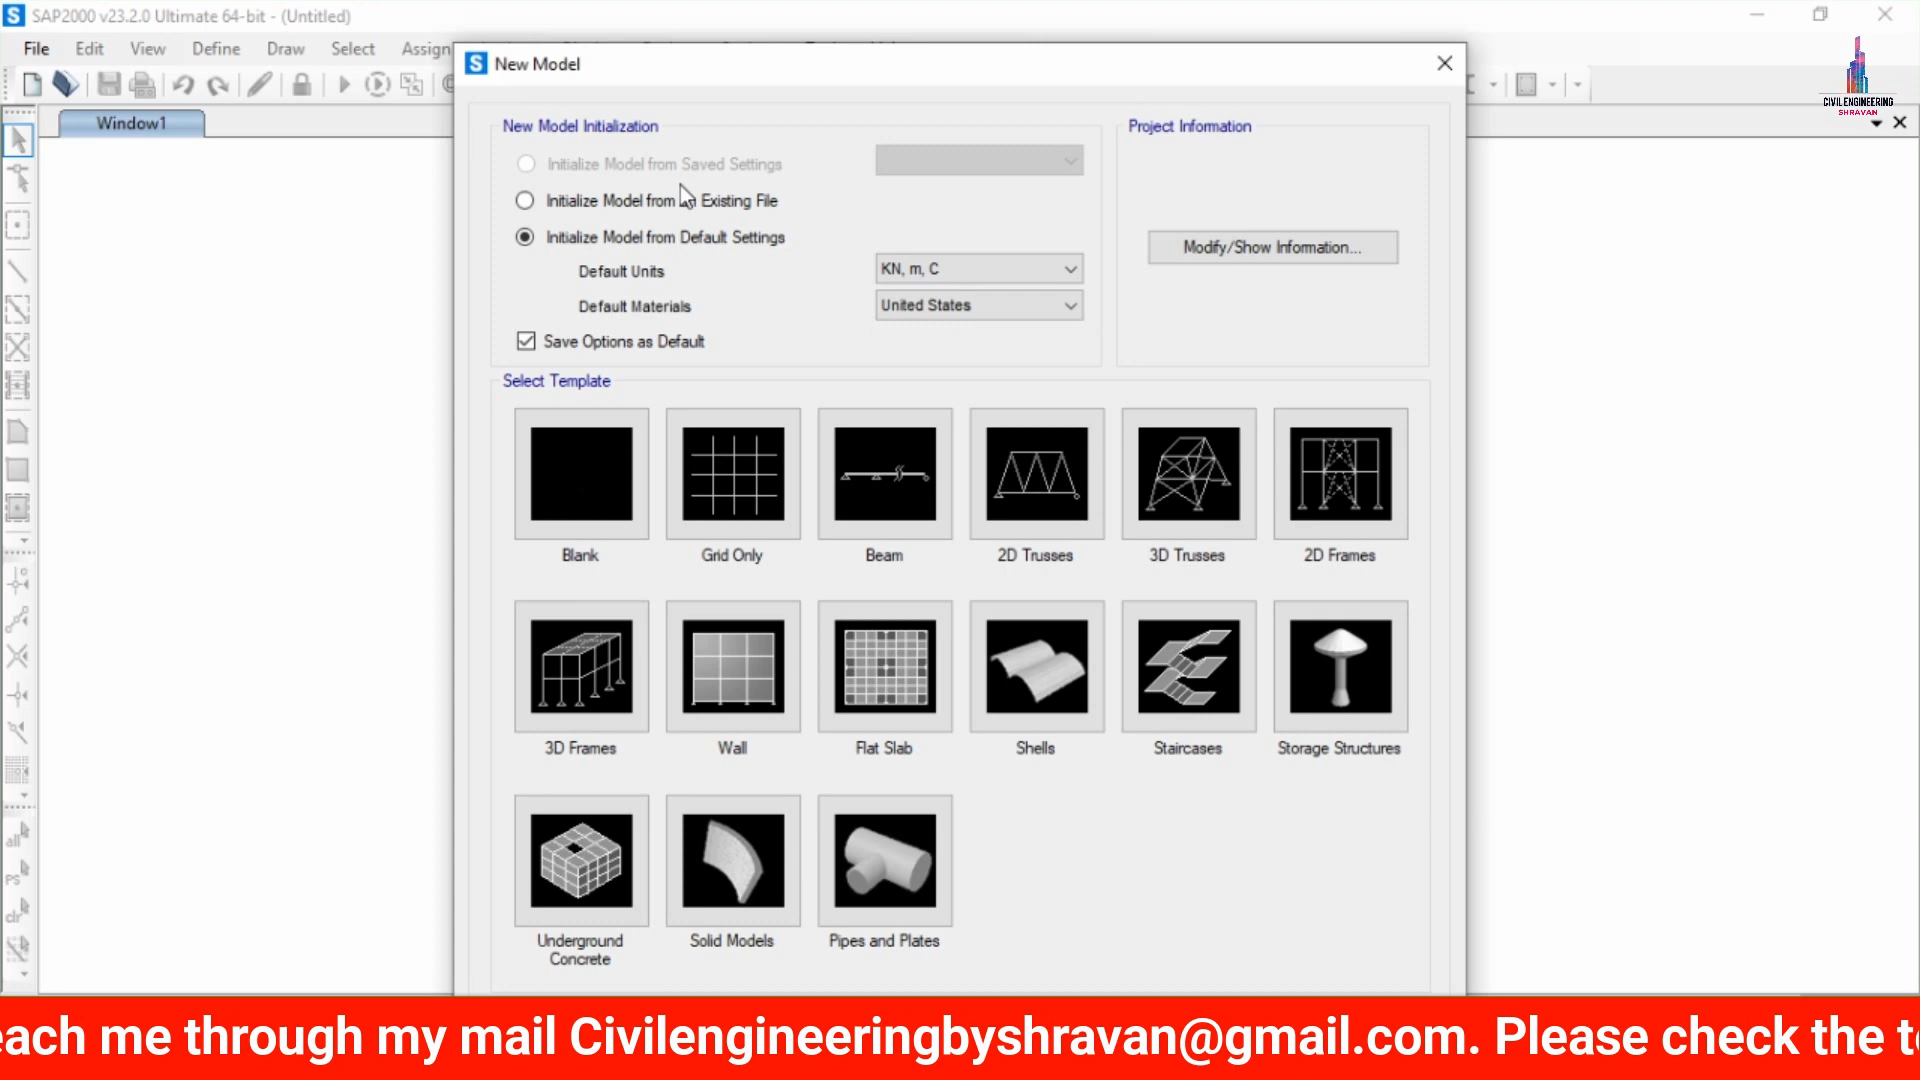 SAP2000 v23.2.0 Ultimate 64-bit - (Untitled)
File Edit View Define Draw Select Assign
New Model
CIVIL ENGINEERING
SHRAVAN
Window1
New Model Initialization
Project Information
Initialize Model from Saved Settings
Initialize Model from Existing File
Initialize Model from Default Settings
Modify/Show Information...
Default Units
KN, m, C
Default Materials
United States
Save Options as Default
Select Template
Blank
Grid Only
Beam
2D Trusses
3D Trusses
2D Frames
3D Frames
Wall
Flat Slab
Shells
Staircases
Storage Structures
Underground
Concrete
Solid Models
Pipes and Plates
all
PS
clr
each me through my mail Civilengineeringbyshravan@gmail.com. Please check the